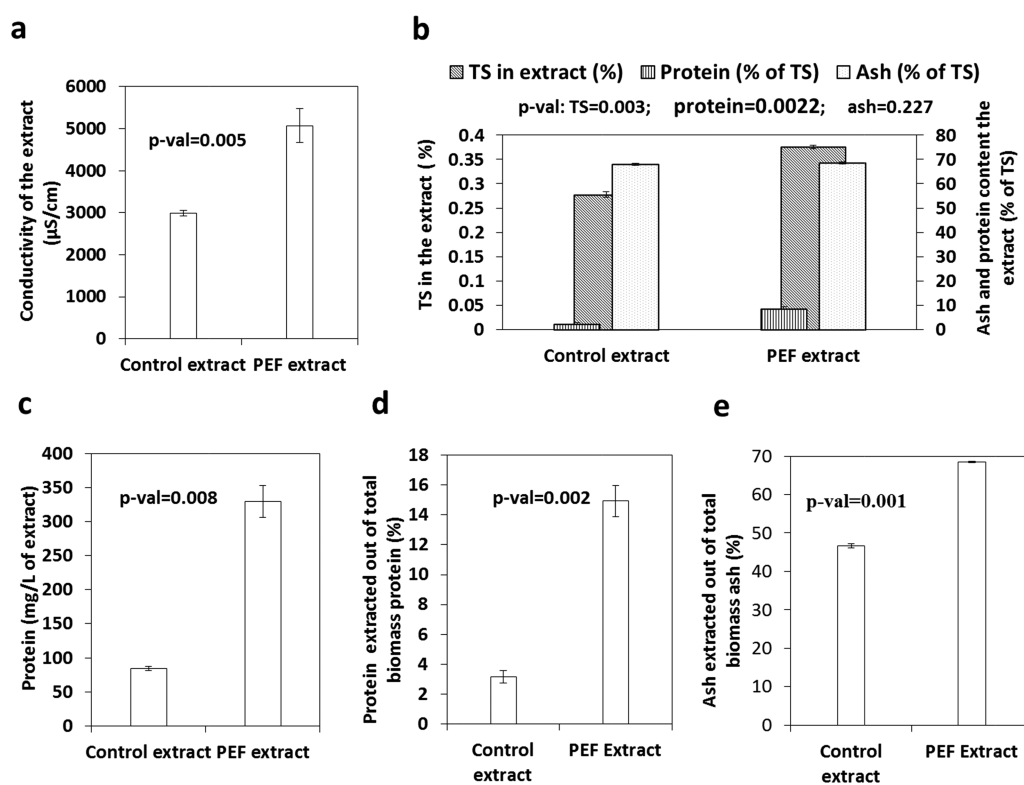 a
Conductivity of the extract
(µS/cm)
6000
5000
4000
3000
2000
1000
0
p-val=0.005
Control extract PEF extract
b
TS in extract (%) Protein (% of TS) Ash (% of TS)
p-val: TS=0.003; protein=0.0022; ash=0.227
TS in the extract ( %)
0.4
0.35
0.3
0.25
0.2
0.15
0.1
0.05
0
80
70
60
50
40
30
20
10
0
Ash and protein content the
extract (% of TS)
Control extract PEF extract
c
Protein (mg/L of extract)
400
350
300
250
200
150
100
50
0
p-val=0.008
Control extract PEF extract
d
Protein extracted out of total
biomass protein (%)
18
16
14
12
10
8
6
4
2
0
p-val=0.002
Control
extract
PEF Extract
e
Ash extracted out of total
biomass ash (%)
70
60
50
40
30
20
10
0
p-val=0.001
Control
extract
PEF Extract